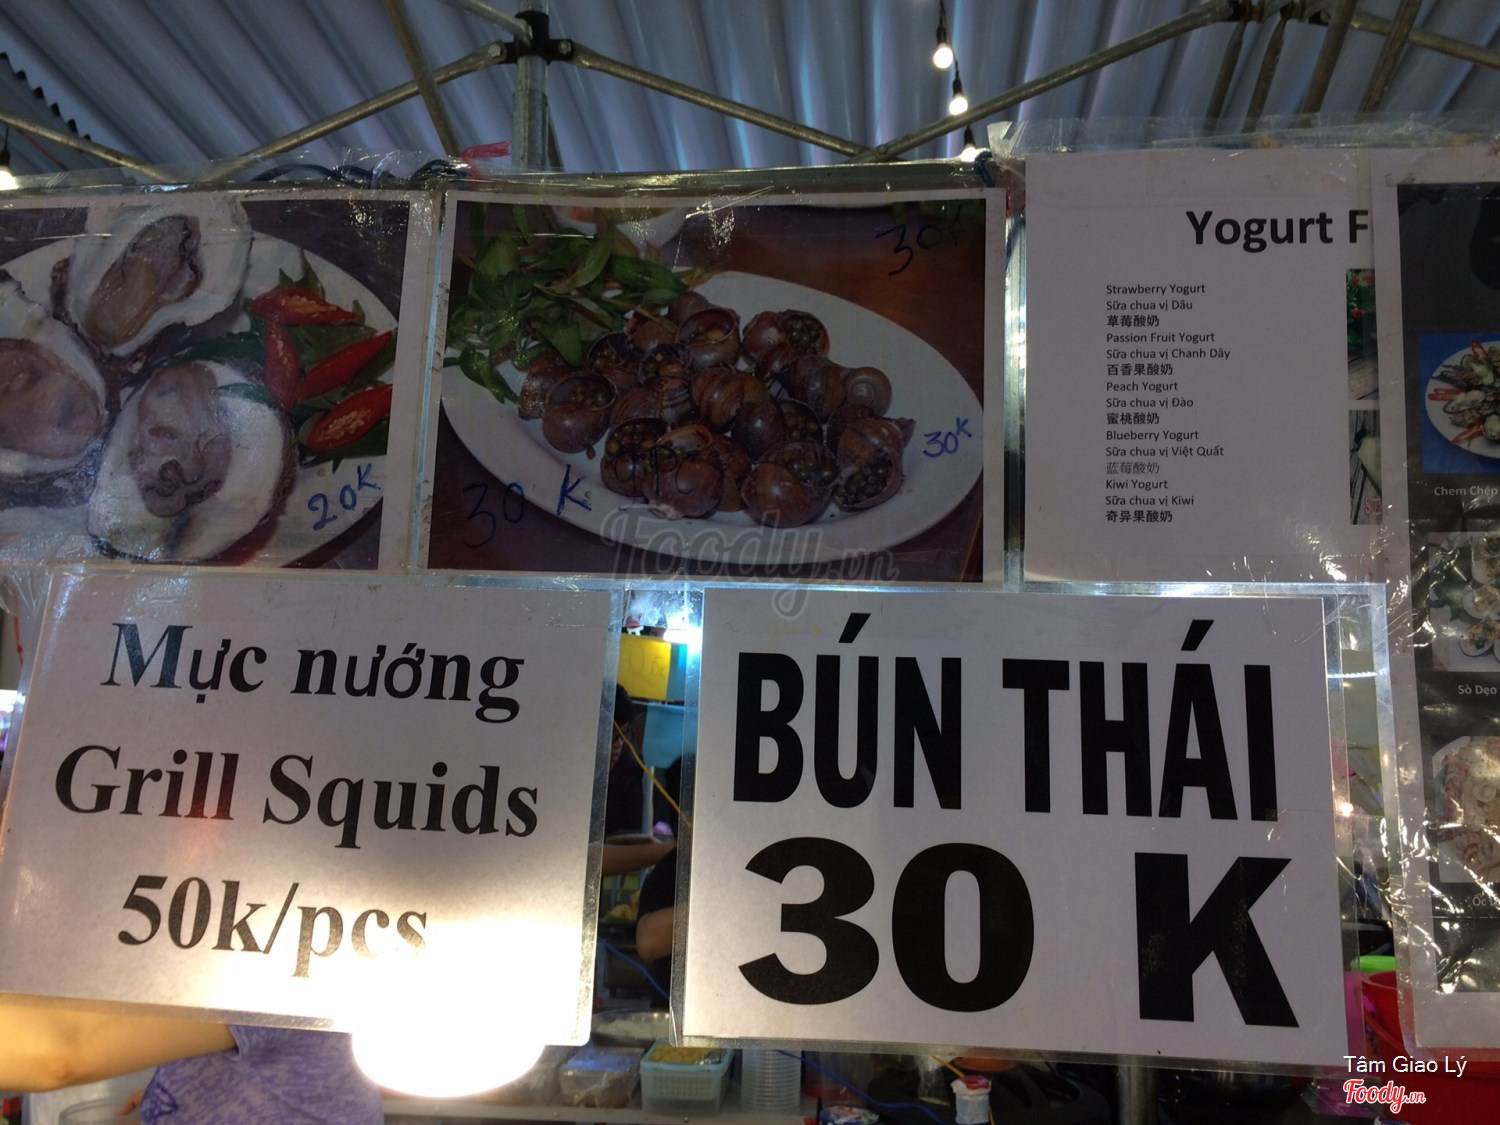 30K
20K
30 K
30K
Yogurt F
Strawberry Yogurt
Sữa chua vị Dâu
草莓酸奶
Passion Fruit Yogurt
Sữa chua vị Chanh Dây
百香果酸奶
Peach Yogurt
Sữa chua vị Đào
蜜桃酸奶
Blueberry Yogurt
Sữa chua vị Việt Quất
蓝莓酸奶
Kiwi Yogurt
Sữa chua vị Kiwi
奇异果酸奶
Chem Chép
Sò Dẹo
Foody.vn
Mực nướng
Grill Squids
50k/pcs
BÚN THÁI
30 K
Tâm Giao Lý
Foody.vn